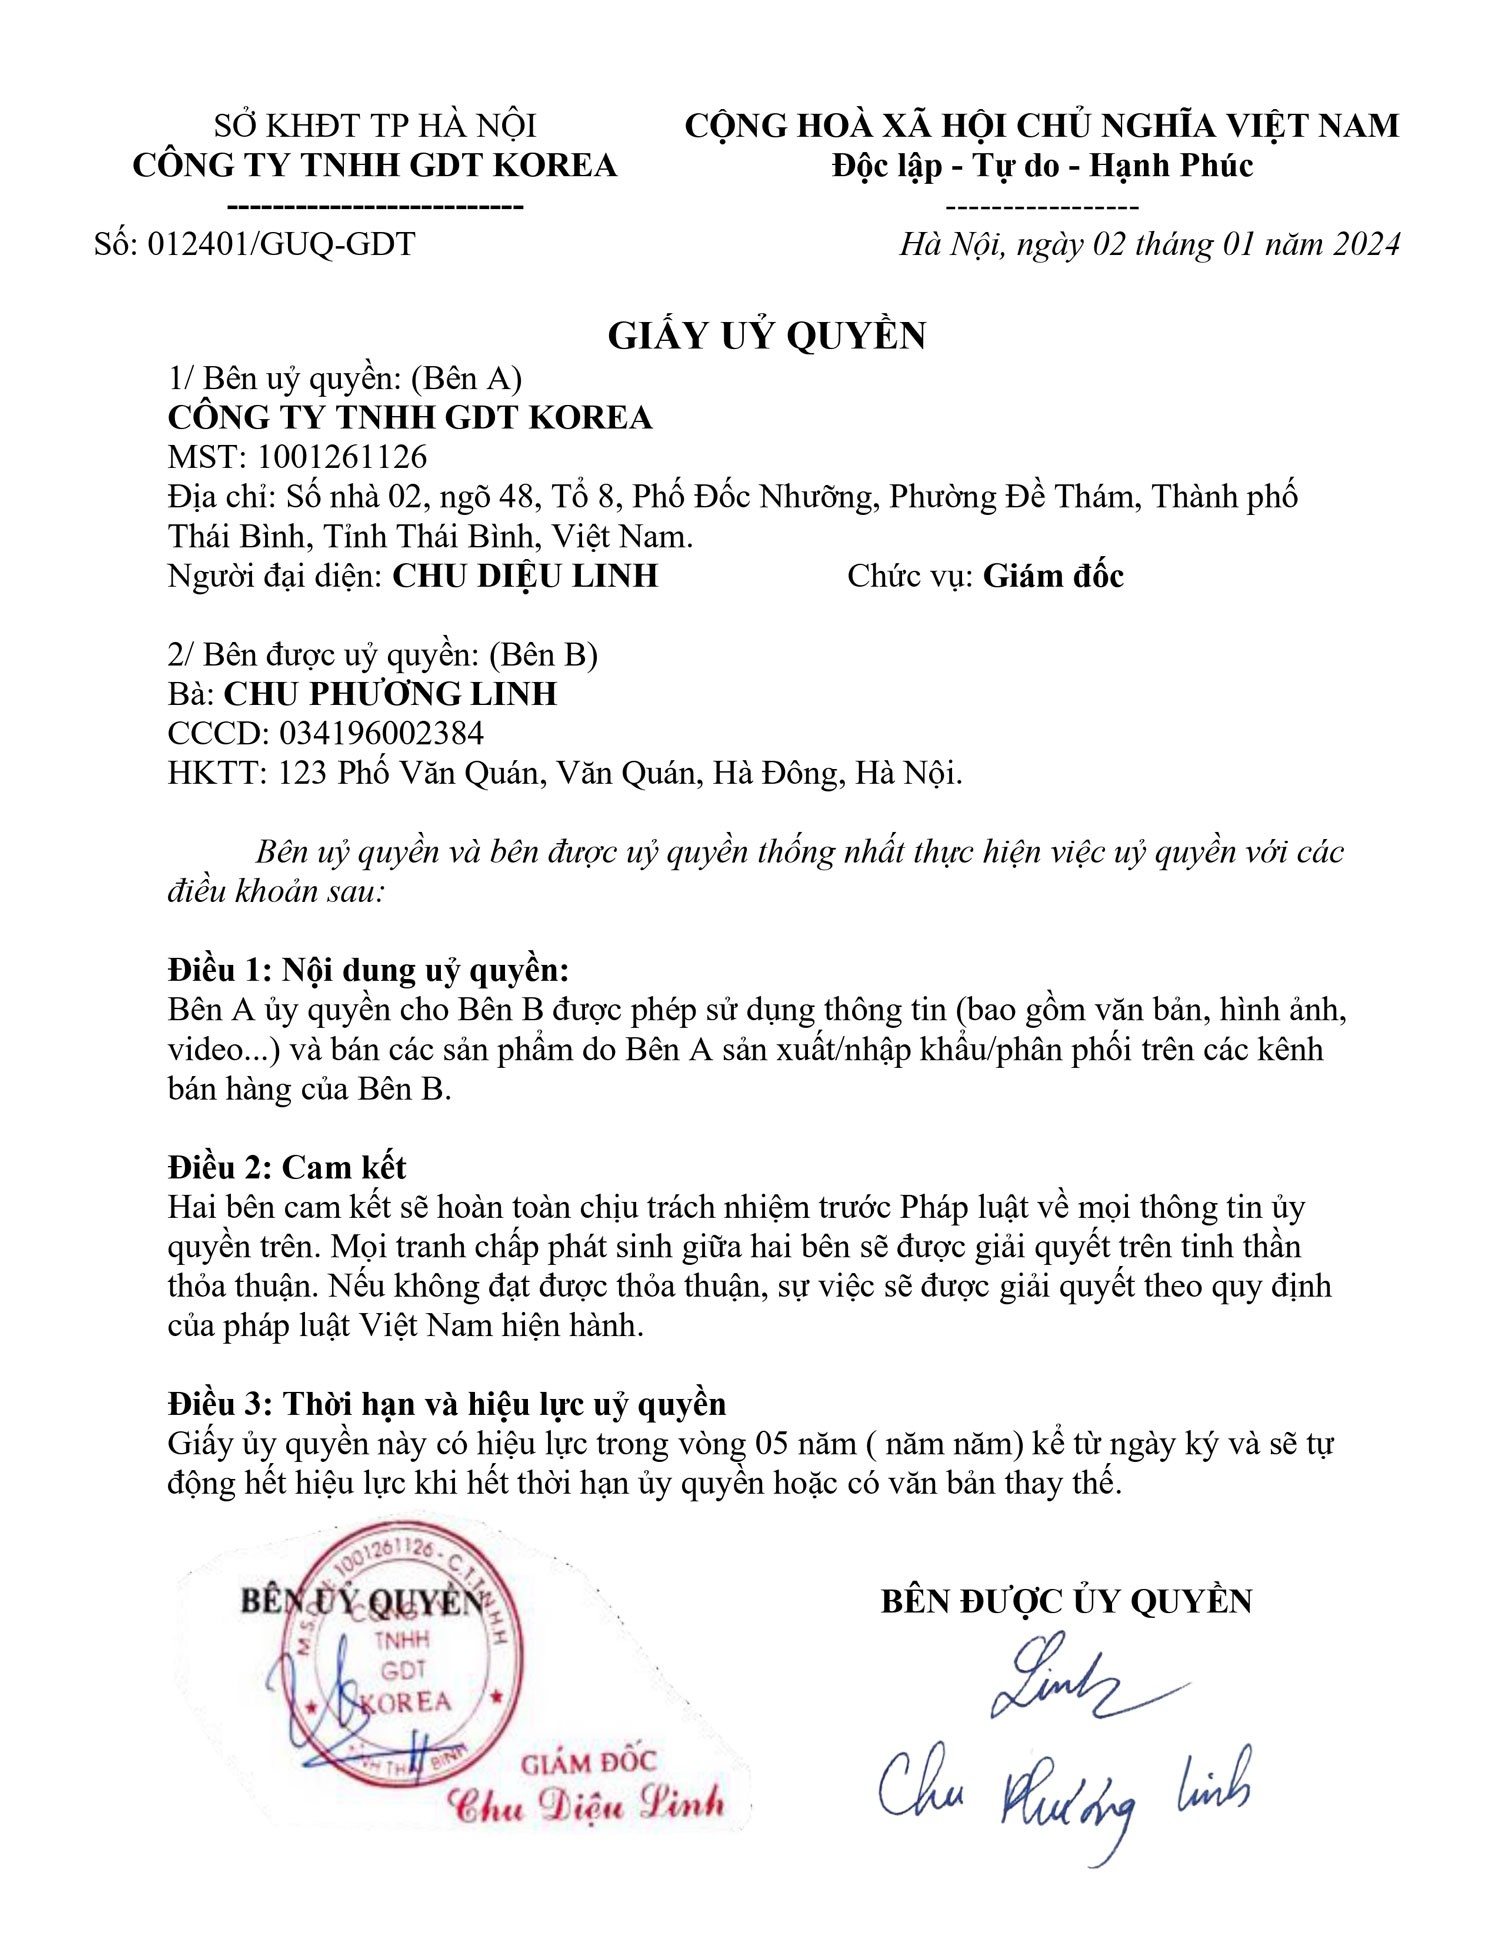 SỞ KHĐT TP HÀ NỘI
CÔNG TY TNHH GDT KOREA
--------------------------
Số: 012401/GUQ-GDT
CỘNG HOÀ XÃ HỘI CHỦ NGHĨA VIỆT NAM
Độc lập - Tự do - Hạnh Phúc
-----------------
Hà Nội, ngày 02 tháng 01 năm 2024
GIẤY UỶ QUYỀN
1/ Bên uỷ quyền: (Bên A)
CÔNG TY TNHH GDT KOREA
MST: 1001261126
Địa chỉ: Số nhà 02, ngõ 48, Tổ 8, Phố Đốc Nhưỡng, Phường Đề Thám, Thành phố
Thái Bình, Tỉnh Thái Bình, Việt Nam.
Người đại diện: CHU DIỆU LINH Chức vụ: Giám đốc
2/ Bên được uỷ quyền: (Bên B)
Bà: CHU PHƯƠNG LINH
CCCD: 034196002384
HKTT: 123 Phố Văn Quán, Văn Quán, Hà Đông, Hà Nội.
Bên uỷ quyền và bên được uỷ quyền thống nhất thực hiện việc uỷ quyền với các
điều khoản sau:
Điều 1: Nội dung uỷ quyền:
Bên A ủy quyền cho Bên B được phép sử dụng thông tin (bao gồm văn bản, hình ảnh,
video...) và bán các sản phẩm do Bên A sản xuất/nhập khẩu/phân phối trên các kênh
bán hàng của Bên B.
Điều 2: Cam kết
Hai bên cam kết sẽ hoàn toàn chịu trách nhiệm trước Pháp luật về mọi thông tin ủy
quyền trên. Mọi tranh chấp phát sinh giữa hai bên sẽ được giải quyết trên tinh thần
thỏa thuận. Nếu không đạt được thỏa thuận, sự việc sẽ được giải quyết theo quy định
của pháp luật Việt Nam hiện hành.
Điều 3: Thời hạn và hiệu lực uỷ quyền
Giấy ủy quyền này có hiệu lực trong vòng 05 năm ( năm năm) kể từ ngày ký và sẽ tự
động hết hiệu lực khi hết thời hạn ủy quyền hoặc có văn bản thay thế.
BÊN UỶ QUYỀN
1001261126 - C.T.T.N.H.H
CÔNG TY
TNHH
GDT
KOREA
THÁI BÌNH
GIÁM ĐỐC
Chu Diệu Linh
BÊN ĐƯỢC ỦY QUYỀN
Linh
Chu Phương Linh